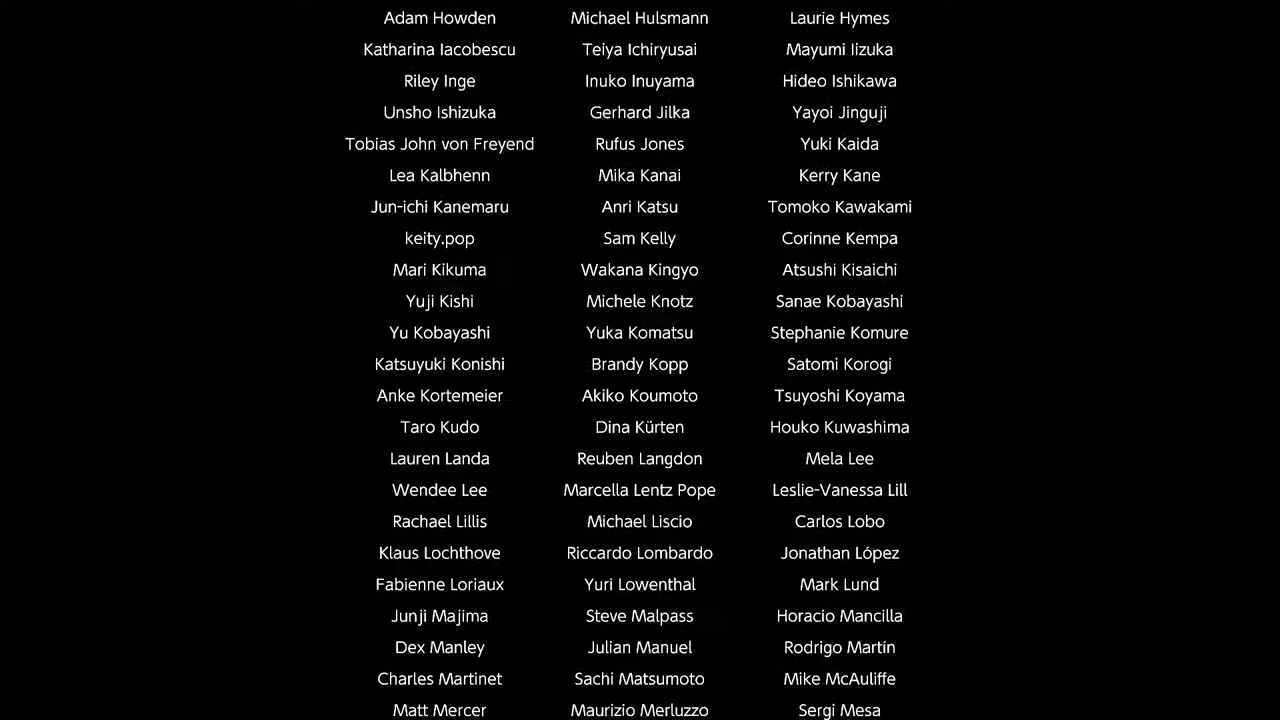 Adam Howden Michael Hulsmann Laurie Hymes
Katharina Iacobescu Teiya Ichiryusai Mayumi Iizuka
Riley Inge Inuko Inuyama Hideo Ishikawa
Unsho Ishizuka Gerhard Jilka Yayoi Jinguji
Tobias John von Freyend Rufus Jones Yuki Kaida
Lea Kalbhenn Mika Kanai Kerry Kane
Jun-ichi Kanemaru Anri Katsu Tomoko Kawakami
keity.pop Sam Kelly Corinne Kempa
Mari Kikuma Wakana Kingyo Atsushi Kisaichi
Yuji Kishi Michele Knotz Sanae Kobayashi
Yu Kobayashi Yuka Komatsu Stephanie Komure
Katsuyuki Konishi Brandy Kopp Satomi Korogi
Anke Kortemeier Akiko Koumoto Tsuyoshi Koyama
Taro Kudo Dina Kürten Houko Kuwashima
Lauren Landa Reuben Langdon Mela Lee
Wendee Lee Marcella Lentz Pope Leslie-Vanessa Lill
Rachael Lillis Michael Liscio Carlos Lobo
Klaus Lochthove Riccardo Lombardo Jonathan López
Fabienne Loriaux Yuri Lowenthal Mark Lund
Junji Majima Steve Malpass Horacio Mancilla
Dex Manley Julian Manuel Rodrigo Martín
Charles Martinet Sachi Matsumoto Mike McAuliffe
Matt Mercer Maurizio Merluzzo Sergi Mesa